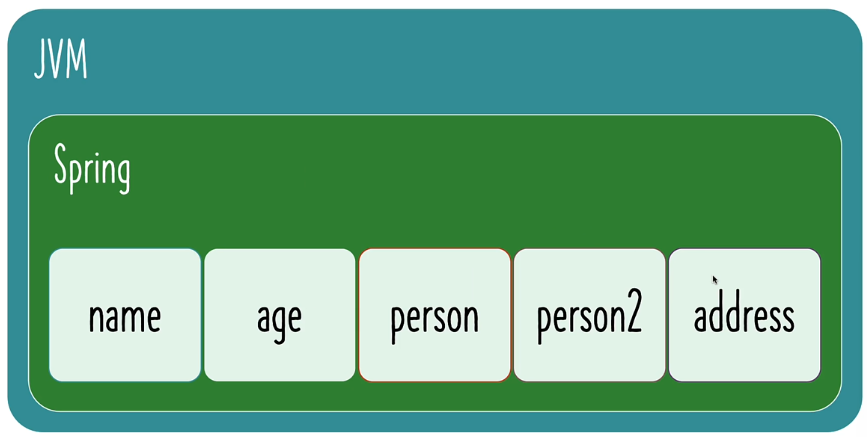 JVM
Spring
name age person person2 address